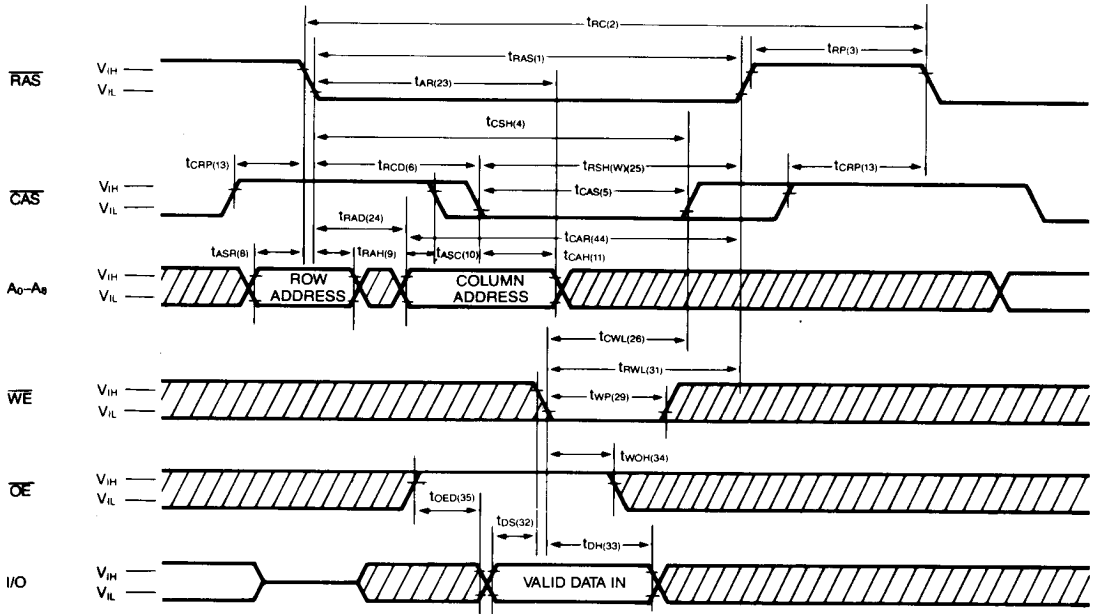 tRC(2)
tRAS(1)
tRP(3)
RAS
VIH
VIL
tAR(23)
tCSH(4)
tCRP(13)
tRCD(6)
tRSH(W)(25)
tCRP(13)
CAS
VIH
VIL
tCAS(5)
tRAD(24)
tCAR(44)
tASR(8)
tRAH(9)
tASC(10)
tCAH(11)
A0–A8
VIH
VIL
ROW ADDRESS
COLUMN ADDRESS
tCWL(26)
tRWL(31)
WE
VIH
VIL
tWP(29)
tWOH(34)
OE
VIH
VIL
tOED(35)
tDS(32)
tDH(33)
I/O
VIH
VIL
VALID DATA IN